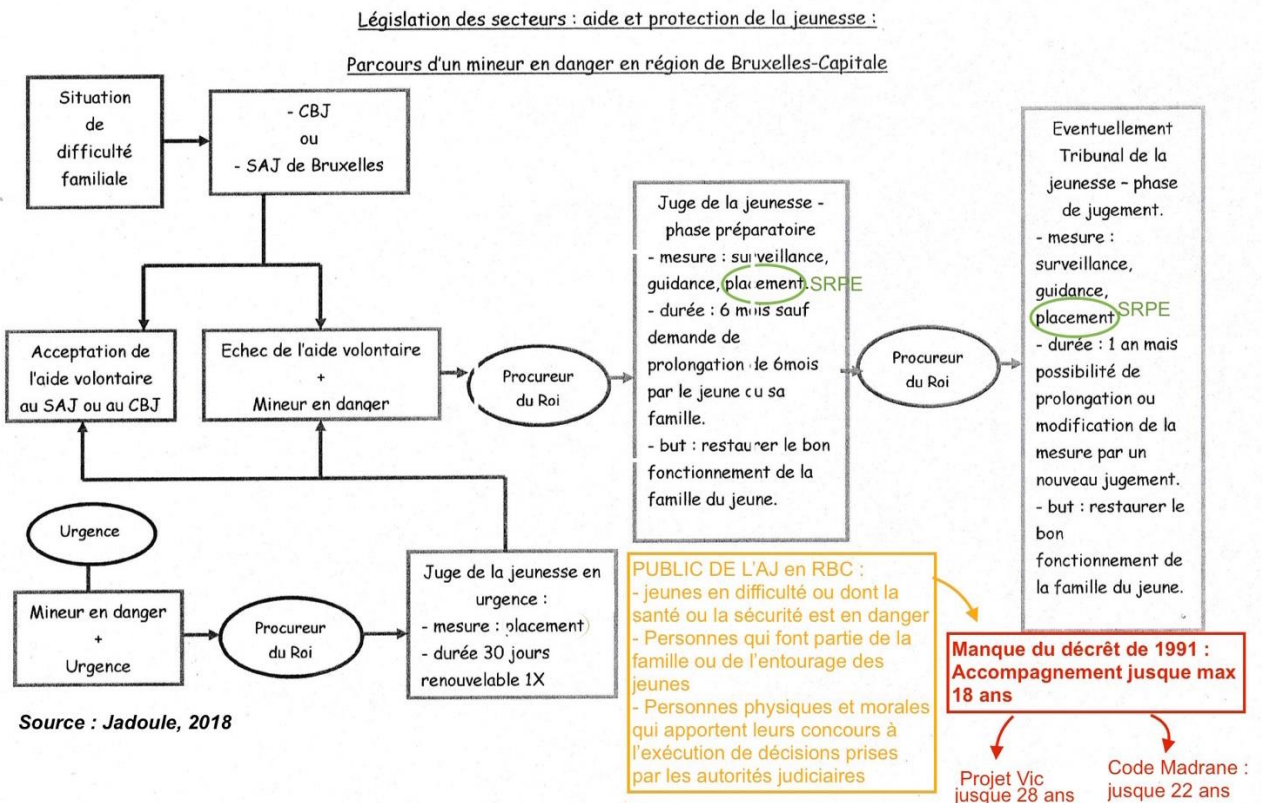 Législation des secteurs : aide et protection de la jeunesse :
Parcours d'un mineur en danger en région de Bruxelles-Capitale
Situation
de
difficulté
familiale
- CBJ
ou
- SAJ de Bruxelles
Acceptation de
l'aide volontaire
au SAJ ou au CBJ
Echec de l'aide volontaire
+
Mineur en danger
Procureur
du Roi
Juge de la jeunesse -
phase préparatoire
- mesure : surveillance,
guidance, placement. SRPE
- durée : 6 mois sauf
demande de
prolongation de 6mois
par le jeune ou sa
famille.
- but : restaurer le bon
fonctionnement de la
famille du jeune.
Procureur
du Roi
Eventuellement
Tribunal de la
jeunesse - phase
de jugement.
- mesure :
surveillance,
guidance,
placement SRPE
- durée : 1 an mais
possibilité de
prolongation ou
modification de la
mesure par un
nouveau jugement.
- but : restaurer le
bon
fonctionnement de
la famille du jeune.
Urgence
Mineur en danger
+
Urgence
Procureur
du Roi
Juge de la jeunesse en
urgence :
- mesure : placement
- durée 30 jours
renouvelable 1X
PUBLIC DE L'AJ en RBC :
- jeunes en difficulté ou dont la
santé ou la sécurité est en danger
- Personnes qui font partie de la
famille ou de l'entourage des
jeunes
- Personnes physiques et morales
qui apportent leurs concours à
l'exécution de décisions prises
par les autorités judiciaires
Manque du décrêt de 1991 :
Accompagnement jusque max
18 ans
Projet Vic
jusque 28 ans
Code Madrane :
jusque 22 ans
Source : Jadoule, 2018